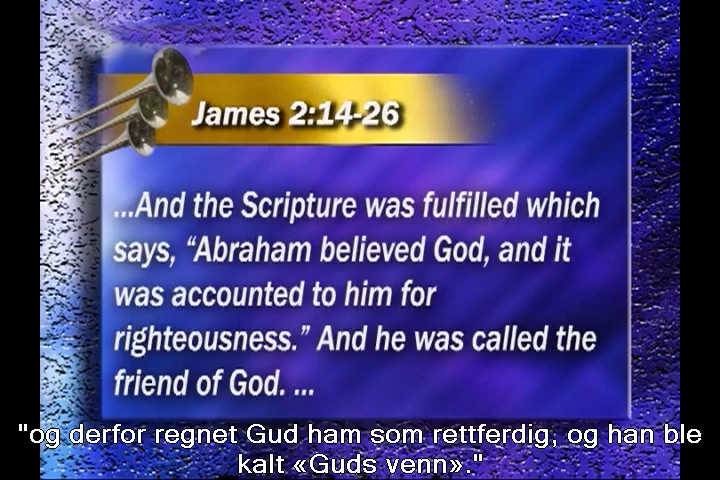 James 2:14-26
...And the Scripture was fulfilled which
says, “Abraham believed God, and it
was accounted to him for
righteousness.” And he was called the
friend of God. ...
"og derfor regnet Gud ham som rettferdig, og han ble
kalt «Guds venn»."